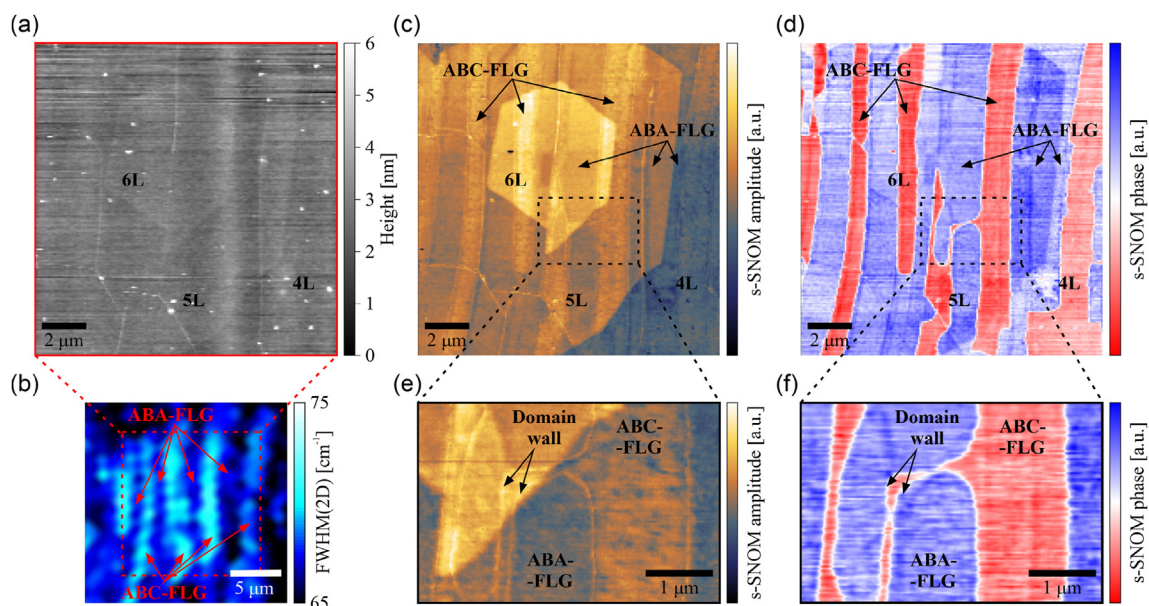 (a)
6L
5L
4L
2 μm
6
5
4
3
2
1
0
Height [nm]
(b)
ABA-FLG
ABC-FLG
5 μm
75
65
FWHM(2D) [cm⁻¹]
(c)
ABC-FLG
ABA-FLG
6L
5L
4L
2 μm
s-SNOM amplitude [a.u.]
(d)
ABC-FLG
ABA-FLG
6L
5L
4L
2 μm
s-SNOM phase [a.u.]
(e)
Domain
wall
ABC-
-FLG
ABA-
-FLG
1 μm
s-SNOM amplitude [a.u.]
(f)
Domain
wall
ABC-
-FLG
ABA-
-FLG
1 μm
s-SNOM phase [a.u.]